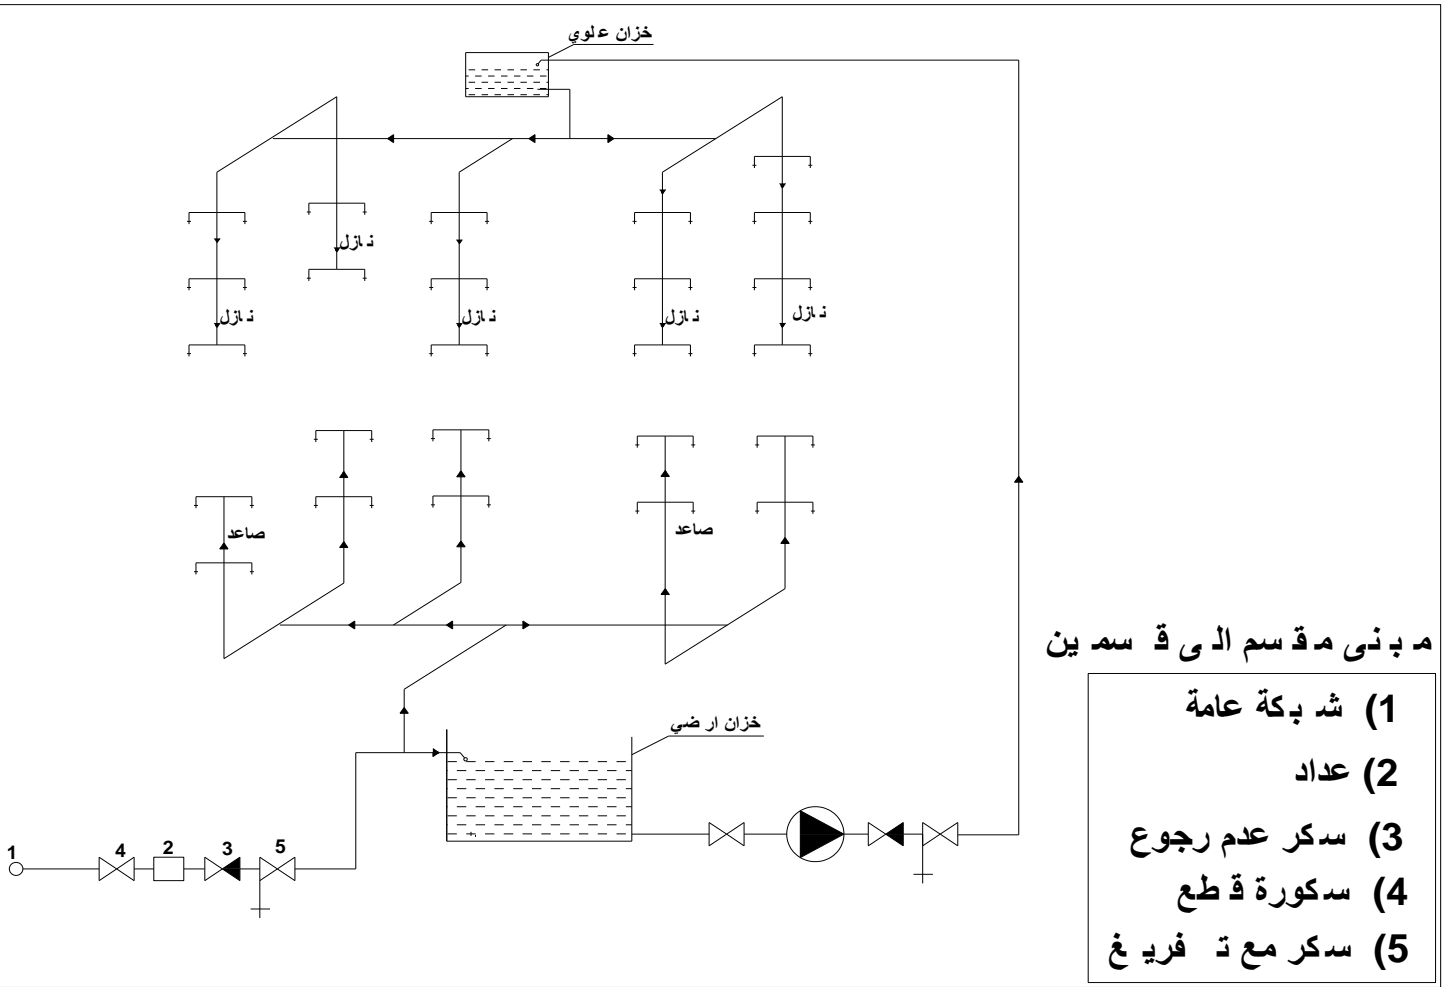 خزان علوي
نازل
نازل
نازل
نازل
نازل
صاعد
صاعد
مبنى مقسم الى قسمين
خزان ارضي
1) شبكة عامة
2) عداد
3) سكر عدم رجوع
4) سكورة قطع
5) سكر مع تفريغ
1
4
2
3
5